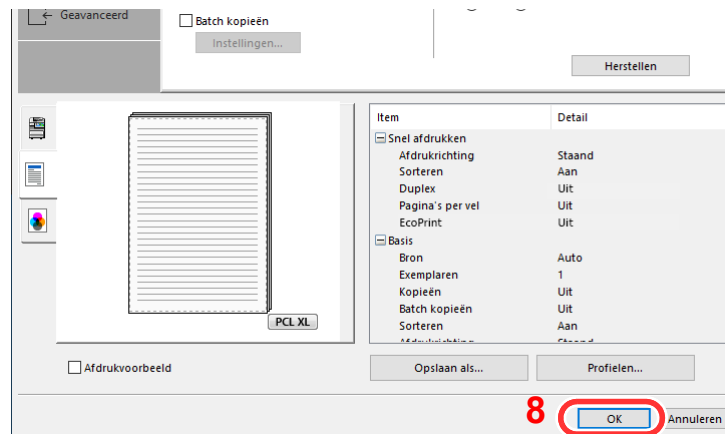 Geavanceerd
Batch kopieën
Instellingen...
Herstellen
Item Detail
Snel afdrukken
Afdrukrichting Staand
Sorteren Aan
Duplex Uit
Pagina's per vel Uit
EcoPrint Uit
Basis
Bron Auto
Exemplaren 1
Kopieën Uit
Batch kopieën Uit
Sorteren Aan
Afdrukrichting Staand
PCL XL
Afdrukvoorbeeld
Opslaan als... Profielen...
8 OK Annuleren